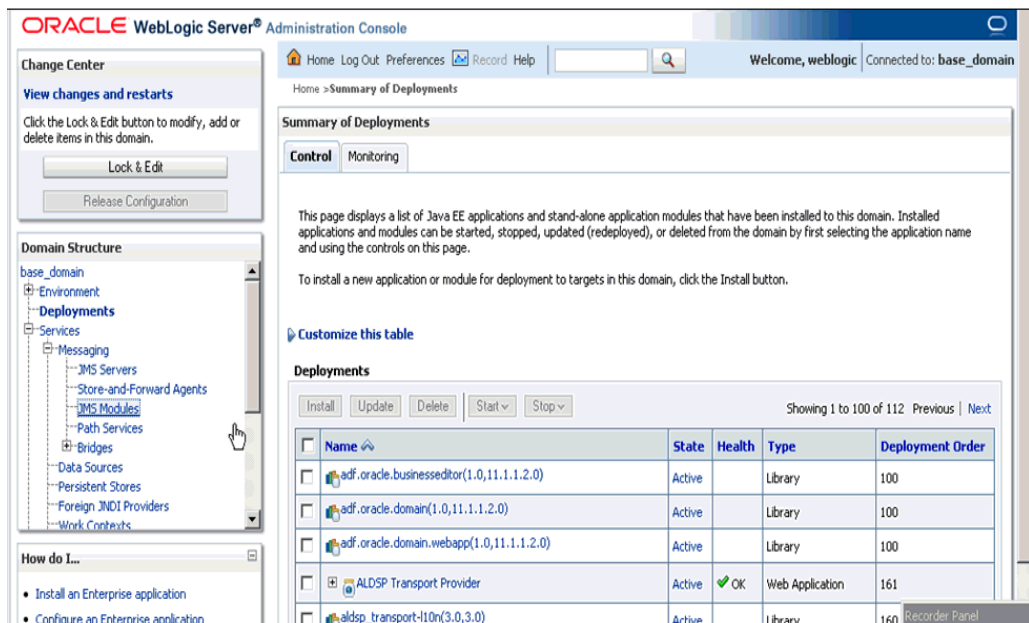 ORACLE WebLogic Server® Administration Console
Change Center
View changes and restarts
Click the Lock & Edit button to modify, add or
delete items in this domain.
Lock & Edit
Release Configuration
Domain Structure
base_domain
Environment
Deployments
Services
Messaging
JMS Servers
Store-and-Forward Agents
JMS Modules
Path Services
Bridges
Data Sources
Persistent Stores
Foreign JNDI Providers
Work Contexts
How do I...
Install an Enterprise application
Configure an Enterprise application
Home Log Out Preferences Record Help
Welcome, weblogic Connected to: base_domain
Home >Summary of Deployments
Summary of Deployments
Control Monitoring
This page displays a list of Java EE applications and stand-alone application modules that have been installed to this domain. Installed
applications and modules can be started, stopped, updated (redeployed), or deleted from the domain by first selecting the application name
and using the controls on this page.
To install a new application or module for deployment to targets in this domain, click the Install button.
Customize this table
Deployments
Install Update Delete Start Stop Showing 1 to 100 of 112 Previous | Next
Name State Health Type Deployment Order
adf.oracle.businesseditor(1.0,11.1.1.2.0) Active Library 100
adf.oracle.domain(1.0,11.1.1.2.0) Active Library 100
adf.oracle.domain.webapp(1.0,11.1.1.2.0) Active Library 100
ALDSP Transport Provider Active OK Web Application 161
aldsp_transport-l10n(3.0,3.0) Active Library 160
Recorder Panel